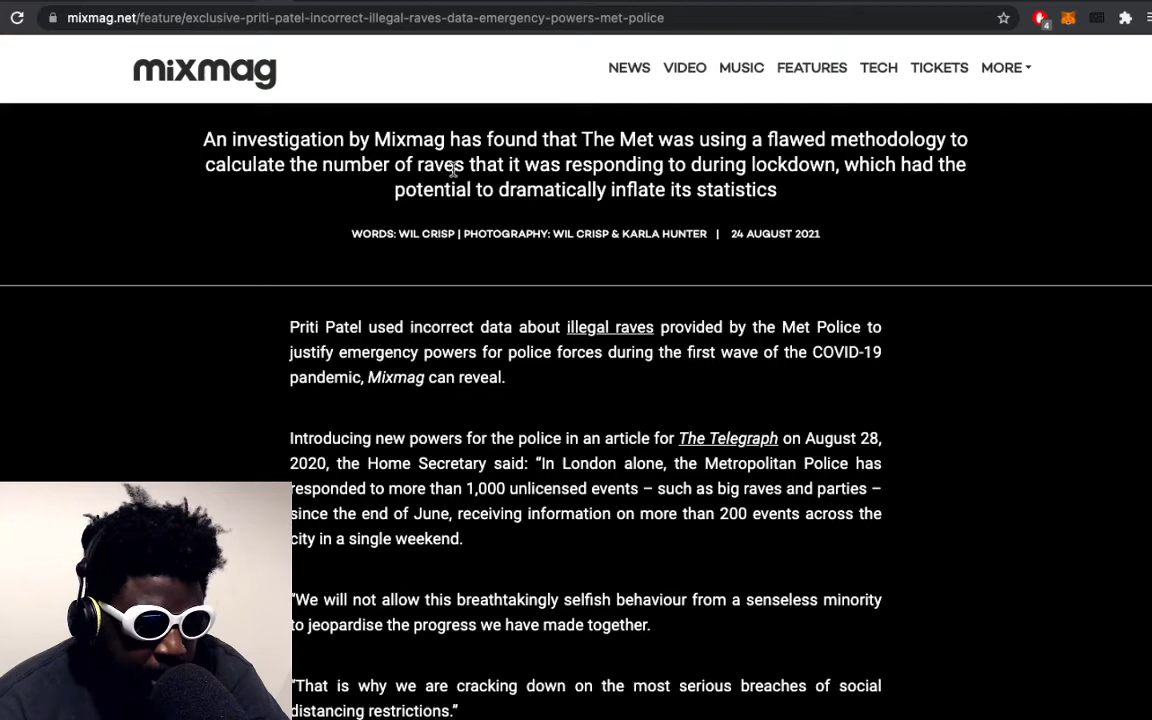 mixmag.net/feature/exclusive-priti-patel-incorrect-illegal-raves-data-emergency-powers-met-police
4
mixmag
NEWS VIDEO MUSIC FEATURES TECH TICKETS MORE
An investigation by Mixmag has found that The Met was using a flawed methodology to
calculate the number of raves that it was responding to during lockdown, which had the
potential to dramatically inflate its statistics
WORDS: WIL CRISP | PHOTOGRAPHY: WIL CRISP & KARLA HUNTER | 24 AUGUST 2021
Priti Patel used incorrect data about illegal raves provided by the Met Police to
justify emergency powers for police forces during the first wave of the COVID-19
pandemic, Mixmag can reveal.
Introducing new powers for the police in an article for The Telegraph on August 28,
2020, the Home Secretary said: “In London alone, the Metropolitan Police has
responded to more than 1,000 unlicensed events – such as big raves and parties –
since the end of June, receiving information on more than 200 events across the
city in a single weekend.
“We will not allow this breathtakingly selfish behaviour from a senseless minority
to jeopardise the progress we have made together.
“That is why we are cracking down on the most serious breaches of social
distancing restrictions.”